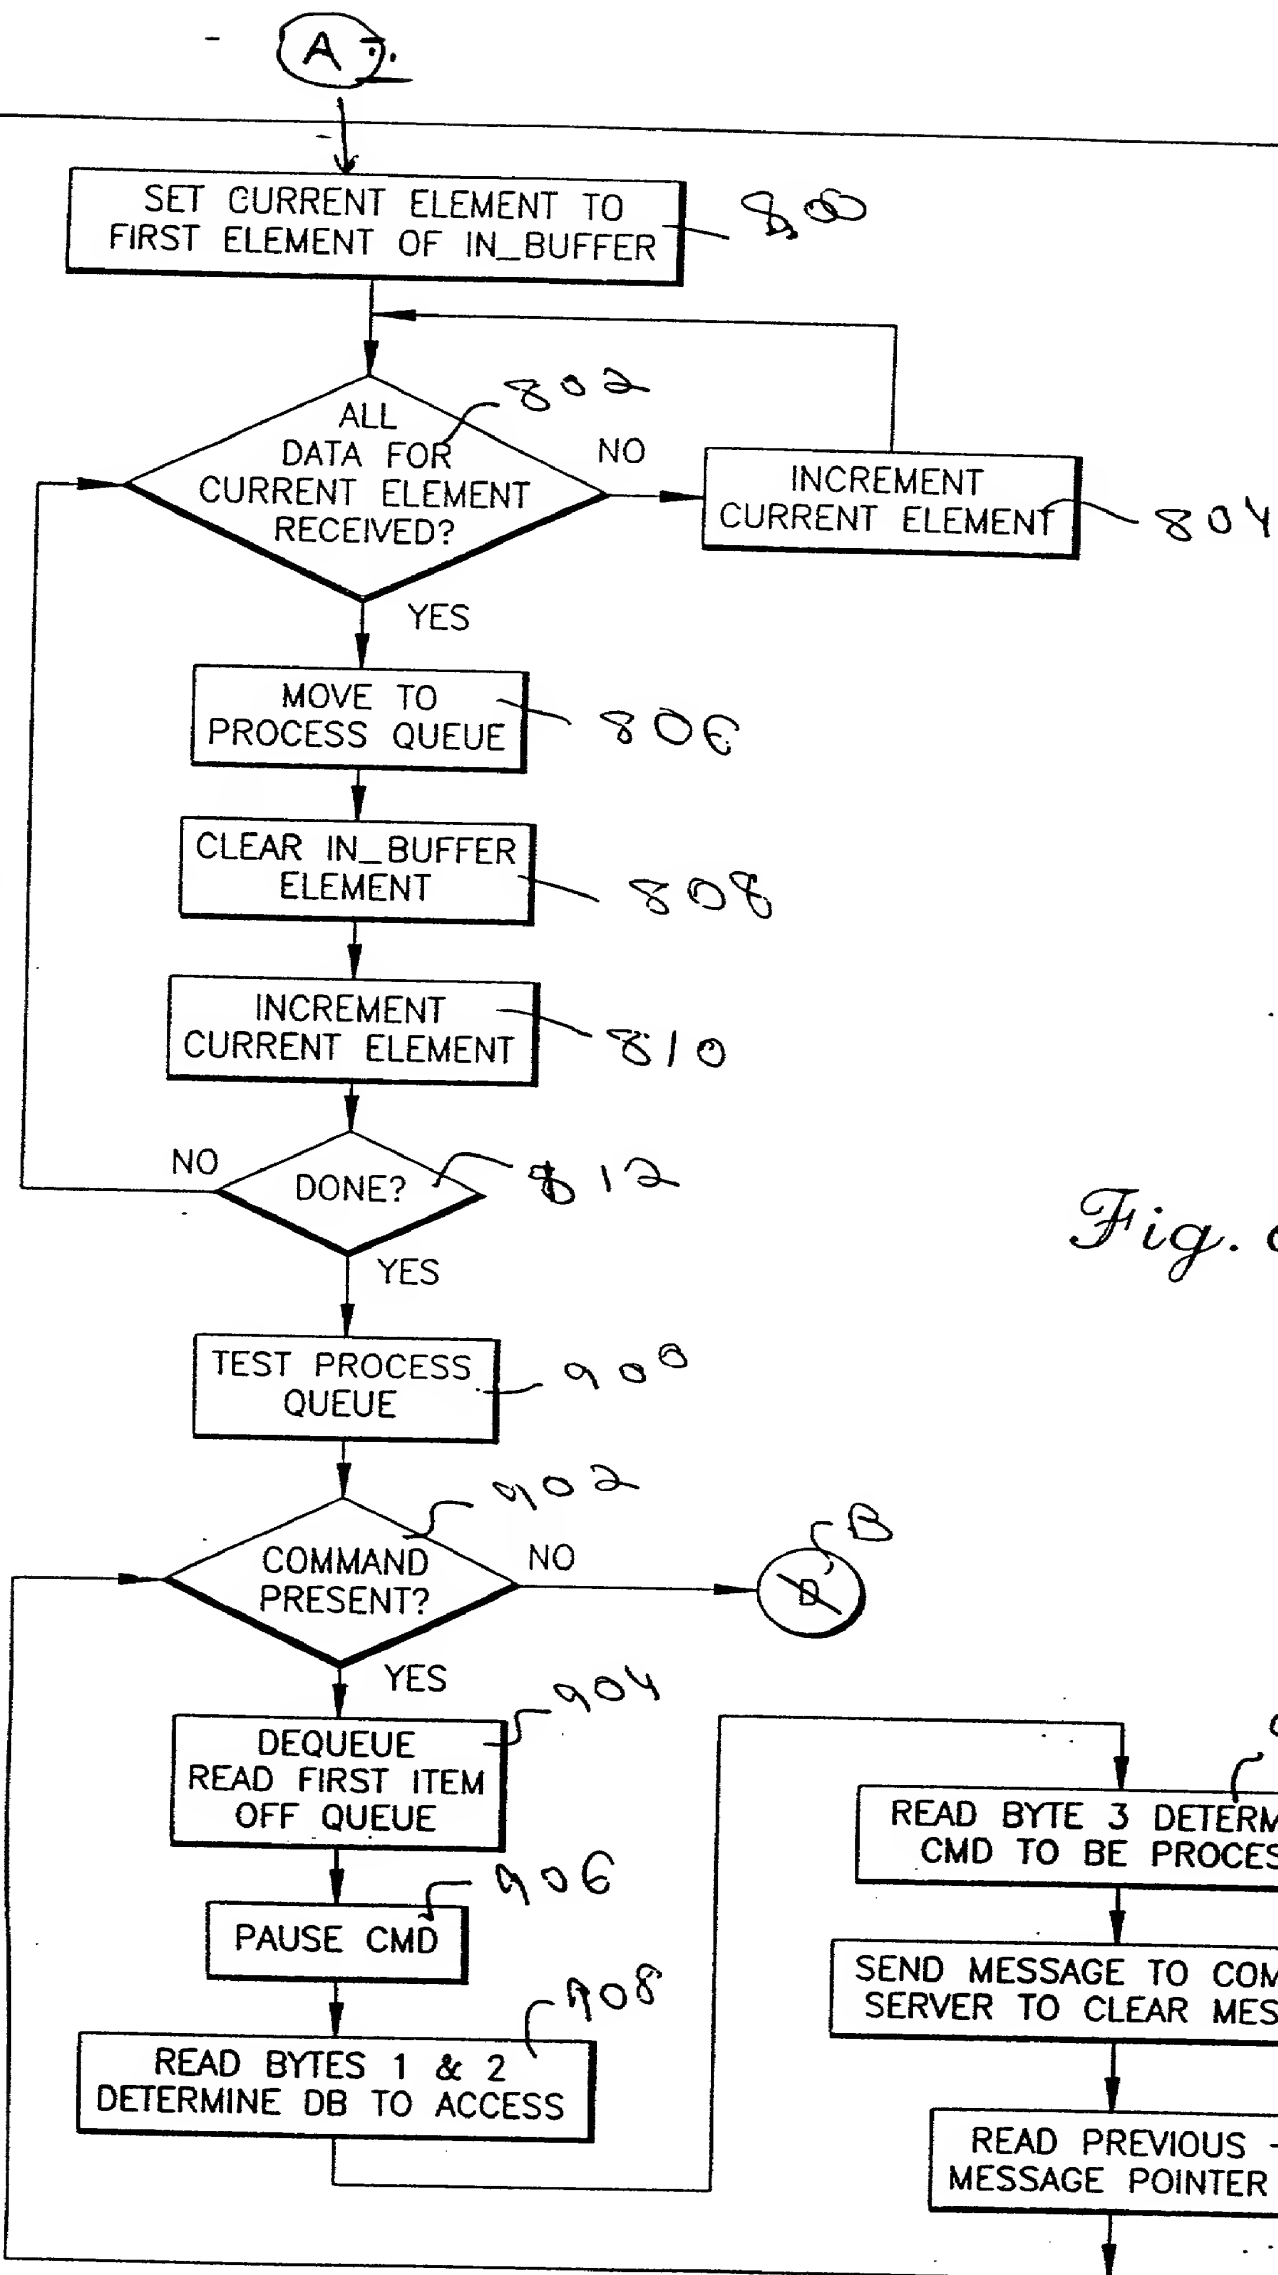 A
SET CURRENT ELEMENT TO
FIRST ELEMENT OF IN_BUFFER
800
ALL
DATA FOR
CURRENT ELEMENT
RECEIVED?
802
NO
INCREMENT
CURRENT ELEMENT
804
YES
MOVE TO
PROCESS QUEUE
806
CLEAR IN_BUFFER
ELEMENT
808
INCREMENT
CURRENT ELEMENT
810
NO
DONE?
812
Fig.
YES
TEST PROCESS
QUEUE
900
902
COMMAND
PRESENT?
NO
B
D
YES
904
DEQUEUE
READ FIRST ITEM
OFF QUEUE
906
PAUSE CMD
908
READ BYTES 1 & 2
DETERMINE DB TO ACCESS
READ BYTE 3 DETERM
CMD TO BE PROCES
SEND MESSAGE TO COM
SERVER TO CLEAR MES
READ PREVIOUS
MESSAGE POINTER